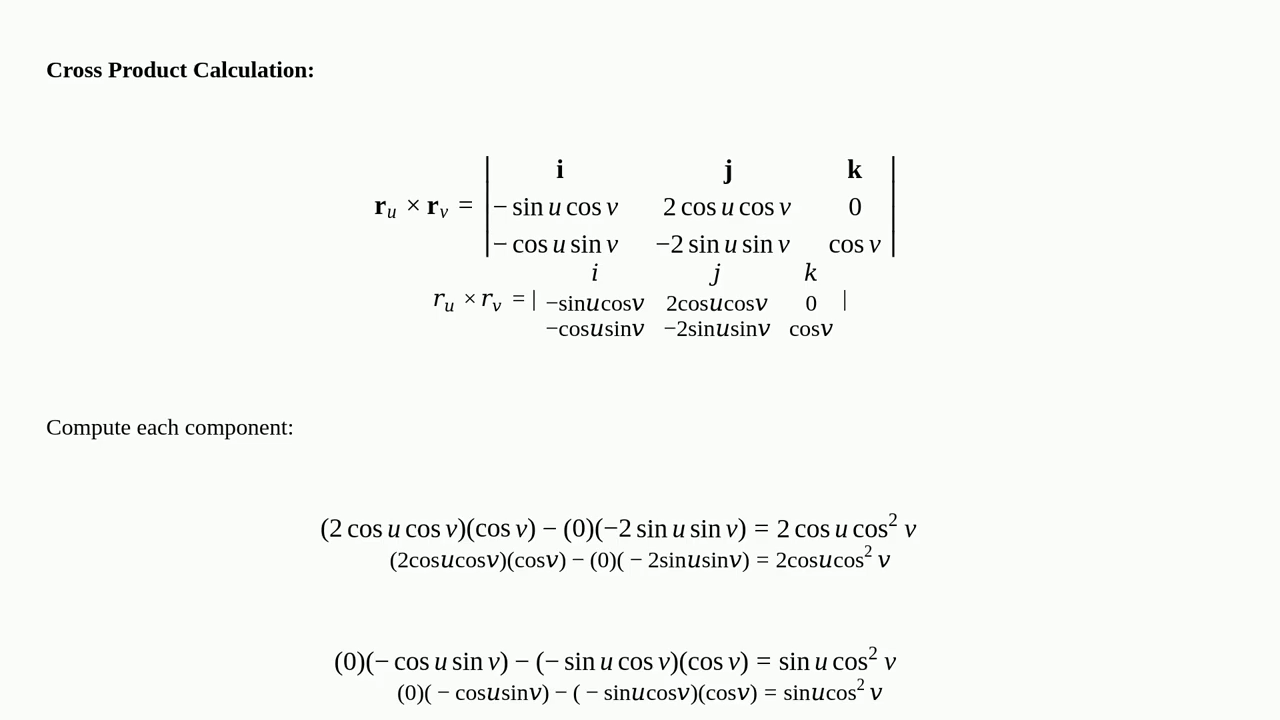 Cross Product Calculation:
i j k
r_u × r_v = | − sin u cos v 2 cos u cos v 0 |
− cos u sin v −2 sin u sin v cos v
i j k
r_u × r_v = | −sinucosv 2cosucosv 0 |
−cosusinv −2sinusinv cosv
Compute each component:
(2 cos u cos v)(cos v) − (0)(−2 sin u sin v) = 2 cos u cos² v
(2cosucosv)(cosv) − (0)( − 2sinusinv) = 2cosucos² v
(0)(− cos u sin v) − (− sin u cos v)(cos v) = sin u cos² v
(0)( − cosusinv) − ( − sinucosv)(cosv) = sinucos² v